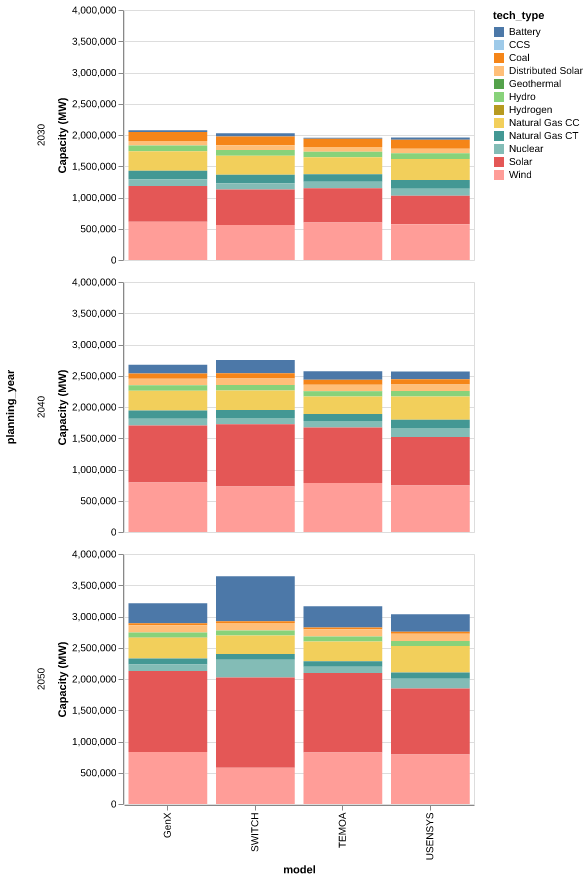 tech_type
Battery
CCS
Coal
Distributed Solar
Geothermal
Hydro
Hydrogen
Natural Gas CC
Natural Gas CT
Nuclear
Solar
Wind
planning_year
2030
Capacity (MW)
4,000,000
3,500,000
3,000,000
2,500,000
2,000,000
1,500,000
1,000,000
500,000
0
2040
Capacity (MW)
4,000,000
3,500,000
3,000,000
2,500,000
2,000,000
1,500,000
1,000,000
500,000
0
2050
Capacity (MW)
4,000,000
3,500,000
3,000,000
2,500,000
2,000,000
1,500,000
1,000,000
500,000
0
GenX
SWITCH
TEMOA
USENSYS
model